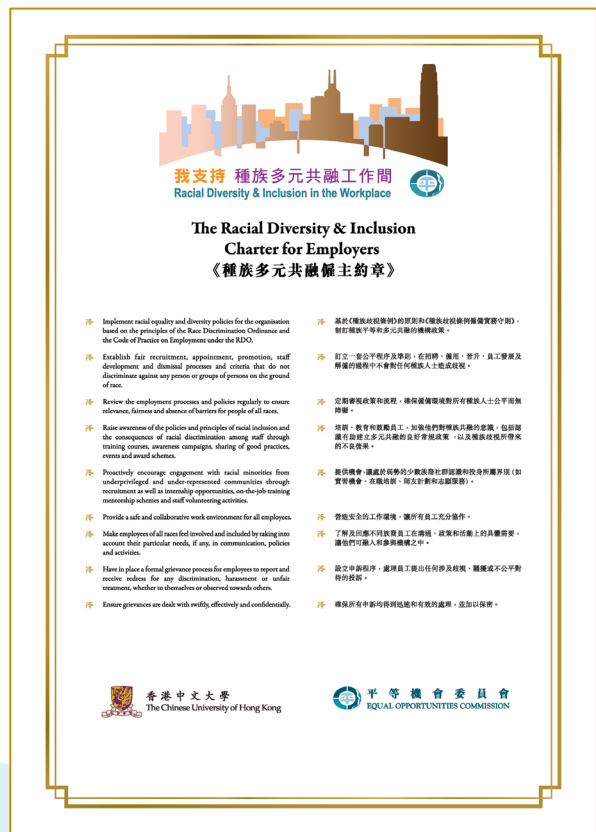 我支持 種族多元共融工作間
Racial Diversity & Inclusion in the Workplace
The Racial Diversity & Inclusion
Charter for Employers
《種族多元共融僱主約章》
Implement racial equality and diversity policies for the organisation
based on the principles of the Race Discrimination Ordinance and
the Code of Practice on Employment under the RDO.
Establish fair recruitment, appointment, promotion, staff
development and dismissal processes and criteria that do not
discriminate against any person or groups of persons on the ground
of race.
Review the employment processes and policies regularly to ensure
relevance, fairness and absence of barriers for people of all races.
Raise awareness of the policies and principles of racial inclusion and
the consequences of racial discrimination among staff through
training courses, awareness campaigns, sharing of good practices,
events and award schemes.
Proactively encourage engagement with racial minorities from
underprivileged and under-represented communities through
recruitment as well as internship opportunities, on-the-job training
mentorship schemes and staff volunteering activities.
Provide a safe and collaborative work environment for all employees.
Make employees of all races feel involved and included by taking into
account their particular needs, if any, in communication, policies
and activities.
Have in place a formal grievance process for employees to report and
receive redress for any discrimination, harassment or unfair
treatment, whether to themselves or observed towards others.
Ensure grievances are dealt with swiftly, effectively and confidentially.
基於《種族歧視條例》的原則和《種族歧視條例僱傭實務守則》,
制訂種族平等和多元共融的機構政策。
訂立一套公平程序及準則,在招聘、僱用、晉升、員工發展及
解僱的過程中不會對任何種族人士造成歧視。
定期審視政策和流程,確保僱傭環境對所有種族人士公平而無
障礙。
培訓、教育和鼓勵員工,加強他們對種族共融的意識,包括認
識有助建立多元共融的良好常規政策,以及種族歧視所帶來
的不良後果。
提供機會,讓處於弱勢的少數族裔社群認識和投身所屬界別(如
實習機會、在職培訓、師友計劃和志願服務)。
營造安全的工作環境,讓所有員工充分協作。
了解及回應不同族裔員工在溝通、政策和活動上的具體需要,
讓他們可融入和參與機構之中。
設立申訴程序,處理員工提出任何涉及歧視、騷擾或不公平對
待的投訴。
確保所有申訴均得到迅速和有效的處理,並加以保密。
香港中文大學
The Chinese University of Hong Kong
平等機會委員會
EQUAL OPPORTUNITIES COMMISSION